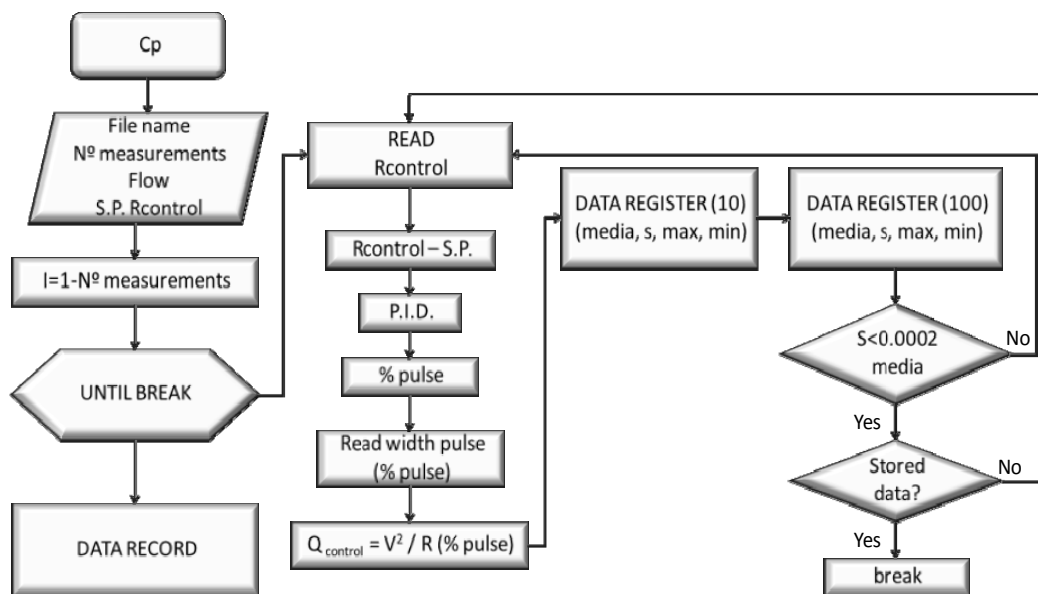 Cp
File name
Nº measurements
Flow
S.P. Rcontrol
I=1-Nº measurements
UNTIL BREAK
DATA RECORD
READ
Rcontrol
Rcontrol – S.P.
P.I.D.
% pulse
Read width pulse
(% pulse)
Q control = V² / R (% pulse)
DATA REGISTER (10)
(media, s, max, min)
DATA REGISTER (100)
(media, s, max, min)
S<0.0002
media
No
Yes
Stored
data?
No
Yes
break